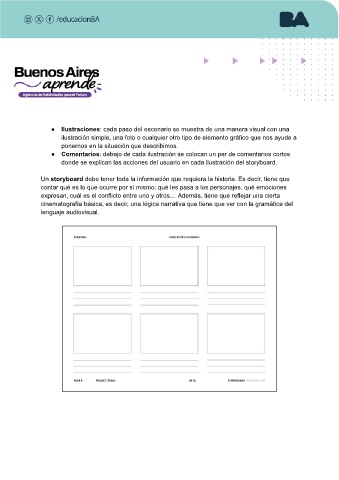 /educacionBA
BA
Buenos Aires
aprende
Agencia de Habilidades para el Futuro
● Ilustraciones: cada paso del escenario se muestra de una manera visual con una
ilustración simple, una foto o cualquier otro tipo de elemento gráfico que nos ayude a
ponernos en la situación que describimos.
● Comentarios: debajo de cada ilustración se colocan un par de comentarios cortos
donde se explican las acciones del usuario en cada ilustración del storyboard.
Un storyboard debe tener toda la información que requiera la historia. Es decir, tiene que
contar qué es lo que ocurre por sí mismo; qué les pasa a los personajes, qué emociones
expresan, cuál es el conflicto entre uno y otros… Además, tiene que reflejar una cierta
cinematografía básica, es decir, una lógica narrativa que tiene que ver con la gramática del
lenguaje audiovisual.
PAGE #
PROJECT/TEAM:
DATE:
STORYBOARD